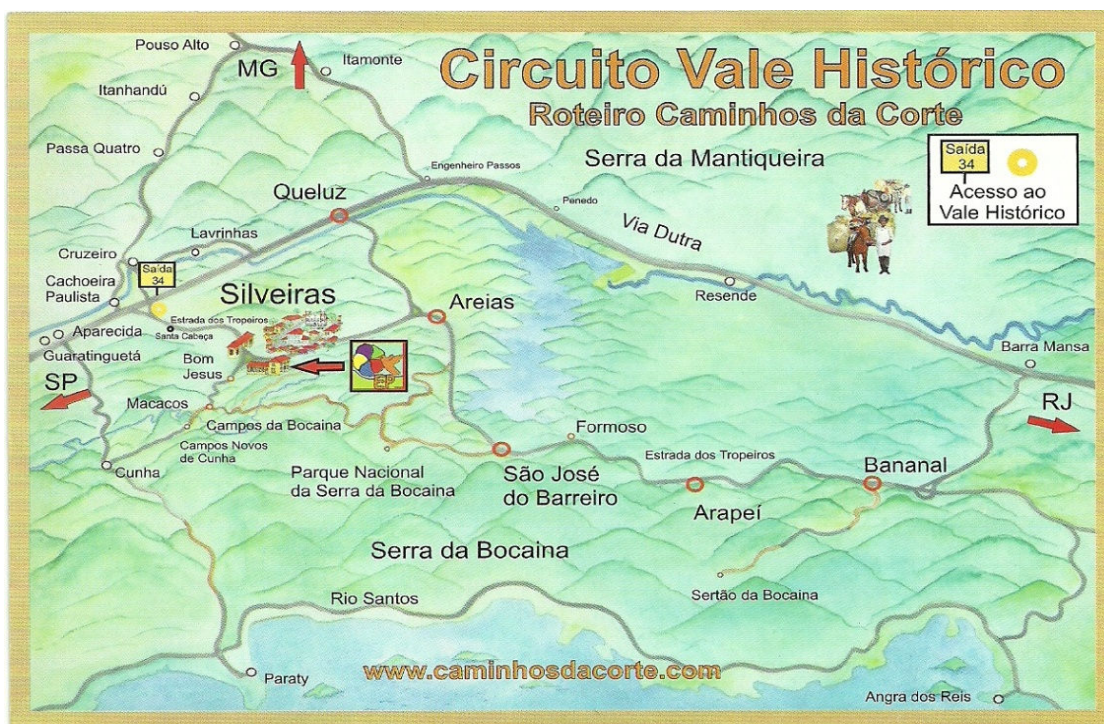 Circuito Vale Histórico
Roteiro Caminhos da Corte
Pouso Alto
MG
Itamonte
Itanhandú
Passa Quatro
Serra da Mantiqueira
Saída
34
Acesso ao
Vale Histórico
Engenheiro Passos
Queluz
Penedo
Via Dutra
Lavrinhas
Cruzeiro
Saída
34
Cachoeira
Paulista
Silveiras
Resende
Areias
Estrada dos Tropeiros
Santa Cabeça
Aparecida
Guaratinguetá
Bom
Jesus
Barra Mansa
SP
RJ
Macacos
Campos da Bocaina
Formoso
Campos Novos
de Cunha
Cunha
Parque Nacional
da Serra da Bocaina
São José
do Barreiro
Estrada dos Tropeiros
Bananal
Arapeí
Serra da Bocaina
Sertão da Bocaina
Rio Santos
Paraty
www.caminhosdacorte.com
Angra dos Reis